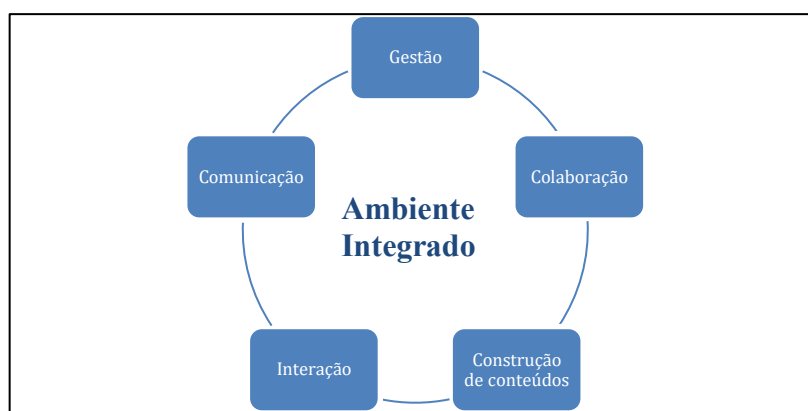 Gestão
Comunicação
Colaboração
Ambiente
Integrado
Interação
Construção
de conteúdos